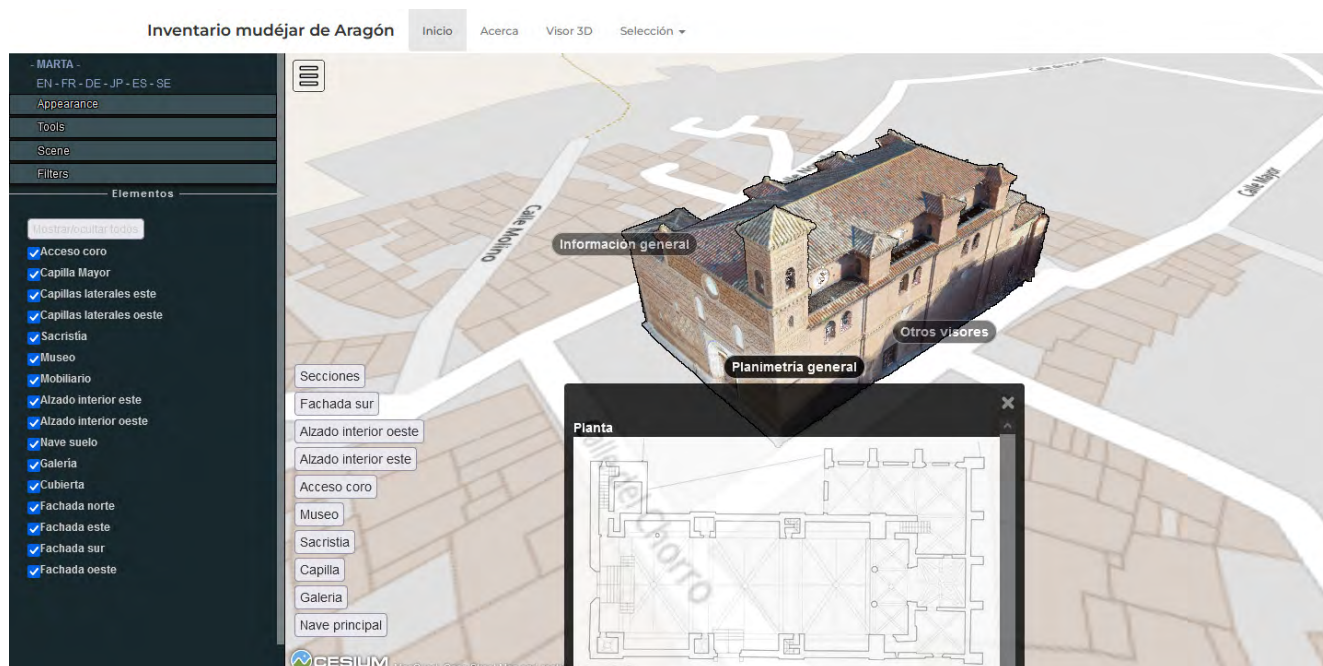 Inventario mudéjar de Aragón
Inicio
Acerca
Visor 3D
Selección
- MARTA -
EN - FR - DE - JP - ES - SE
Appearance
Tools
Scene
Filters
Elementos
Mostrar/ocultar todos
Acceso coro
Capilla Mayor
Capillas laterales este
Capillas laterales oeste
Sacristía
Museo
Mobiliario
Alzado interior este
Alzado interior oeste
Nave suelo
Galería
Cubierta
Fachada norte
Fachada este
Fachada sur
Fachada oeste
Calle Molino
Calle Mayor
Información general
Otros visores
Planimetría general
Secciones
Fachada sur
Alzado interior oeste
Alzado interior este
Acceso coro
Museo
Sacristia
Capilla
Galeria
Nave principal
Planta
Calle del Chorro
CESIUM